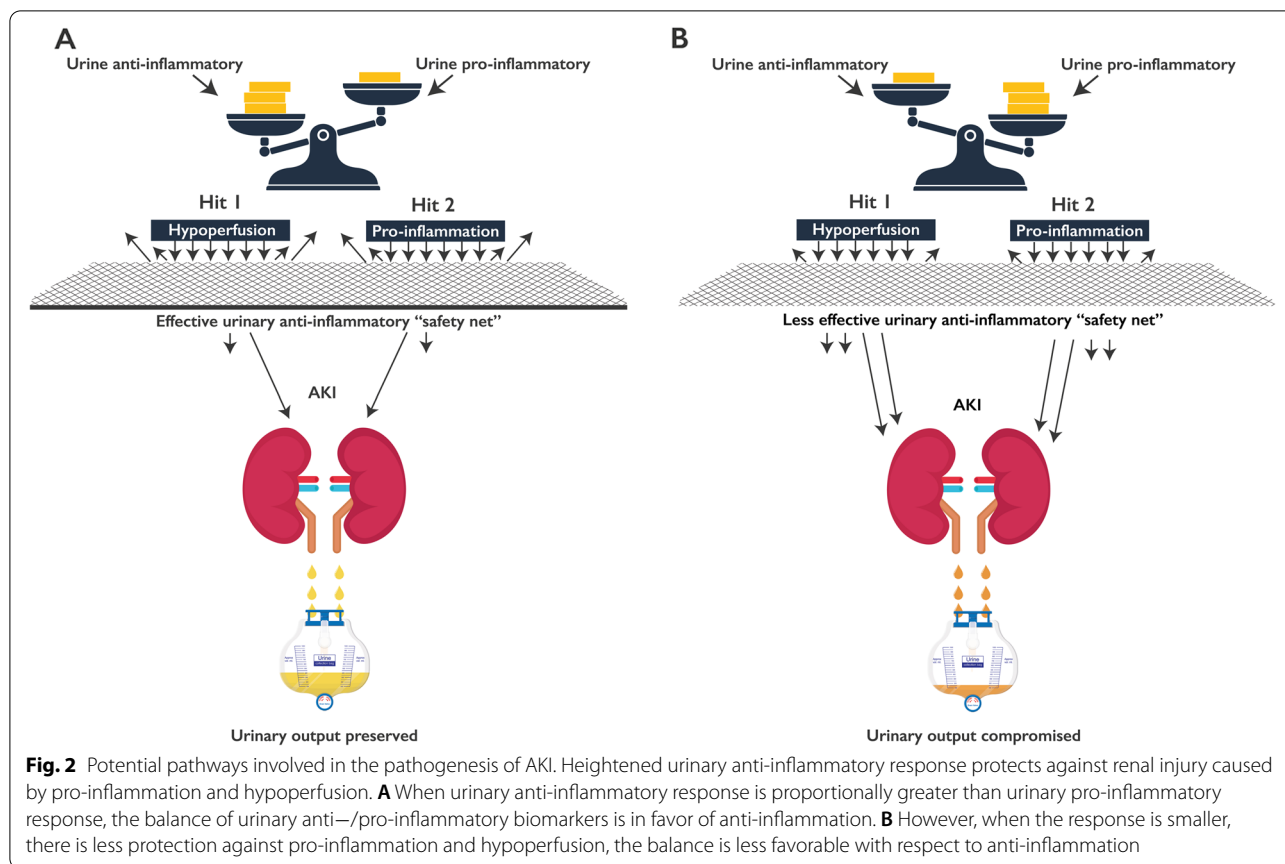 A
Urine anti-inflammatory
Urine pro-inflammatory
Hit 1
Hit 2
Hypoperfusion
Pro-inflammation
Effective urinary anti-inflammatory “safety net”
AKI
Urine
Urinary output preserved
B
Urine anti-inflammatory
Urine pro-inflammatory
Hit 1
Hit 2
Hypoperfusion
Pro-inflammation
Less effective urinary anti-inflammatory “safety net”
AKI
Urine
Urinary output compromised
Fig. 2 Potential pathways involved in the pathogenesis of AKI. Heightened urinary anti-inflammatory response protects against renal injury caused
by pro-inflammation and hypoperfusion. A When urinary anti-inflammatory response is proportionally greater than urinary pro-inflammatory
response, the balance of urinary anti−/pro-inflammatory biomarkers is in favor of anti-inflammation. B However, when the response is smaller,
there is less protection against pro-inflammation and hypoperfusion, the balance is less favorable with respect to anti-inflammation